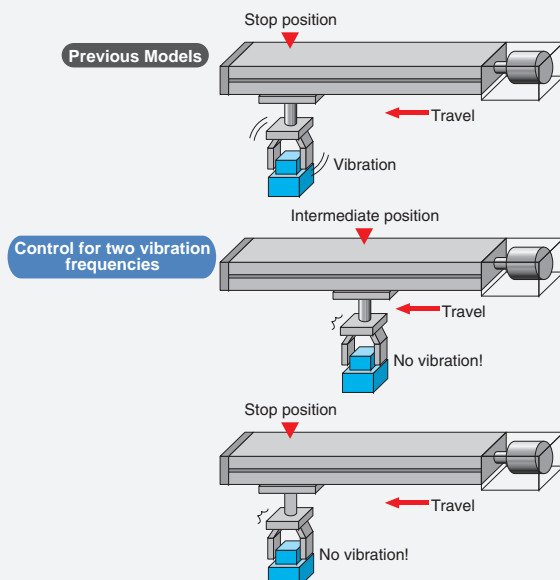 Stop position
Previous Models
Travel
Vibration
Intermediate position
Control for two vibration
frequencies
Travel
No vibration!
Stop position
Travel
No vibration!